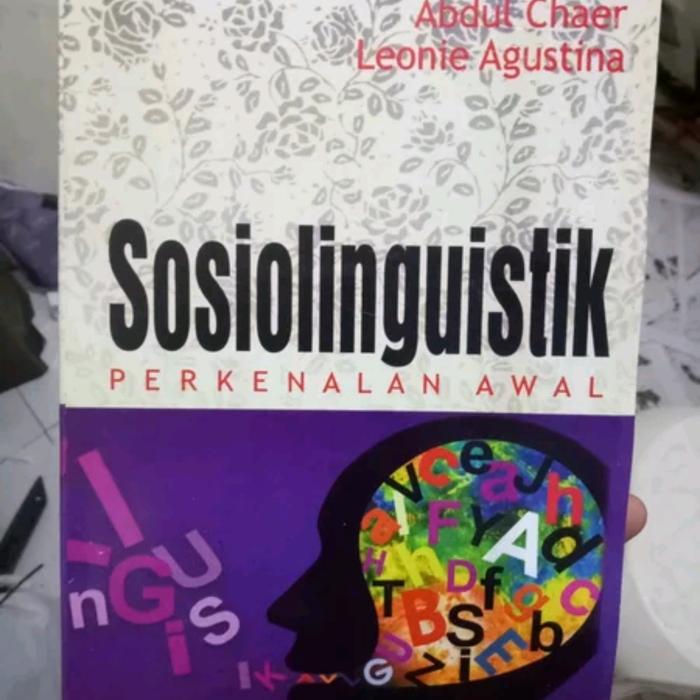 Abdul Chaer
Leonie Agustina
Sosiolinguistik
PERKENALAN AWAL